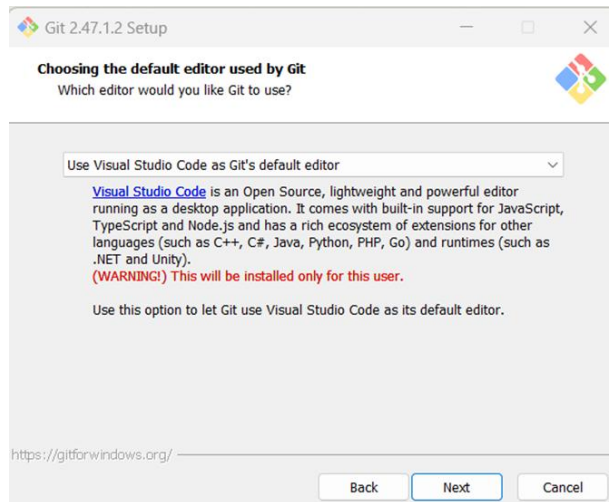 Git 2.47.1.2 Setup
Choosing the default editor used by Git
Which editor would you like Git to use?
Use Visual Studio Code as Git's default editor
Visual Studio Code is an Open Source, lightweight and powerful editor
running as a desktop application. It comes with built-in support for JavaScript,
TypeScript and Node.js and has a rich ecosystem of extensions for other
languages (such as C++, C#, Java, Python, PHP, Go) and runtimes (such as
.NET and Unity).
(WARNING!) This will be installed only for this user.
Use this option to let Git use Visual Studio Code as its default editor.
https://gitforwindows.org/
Back Next Cancel